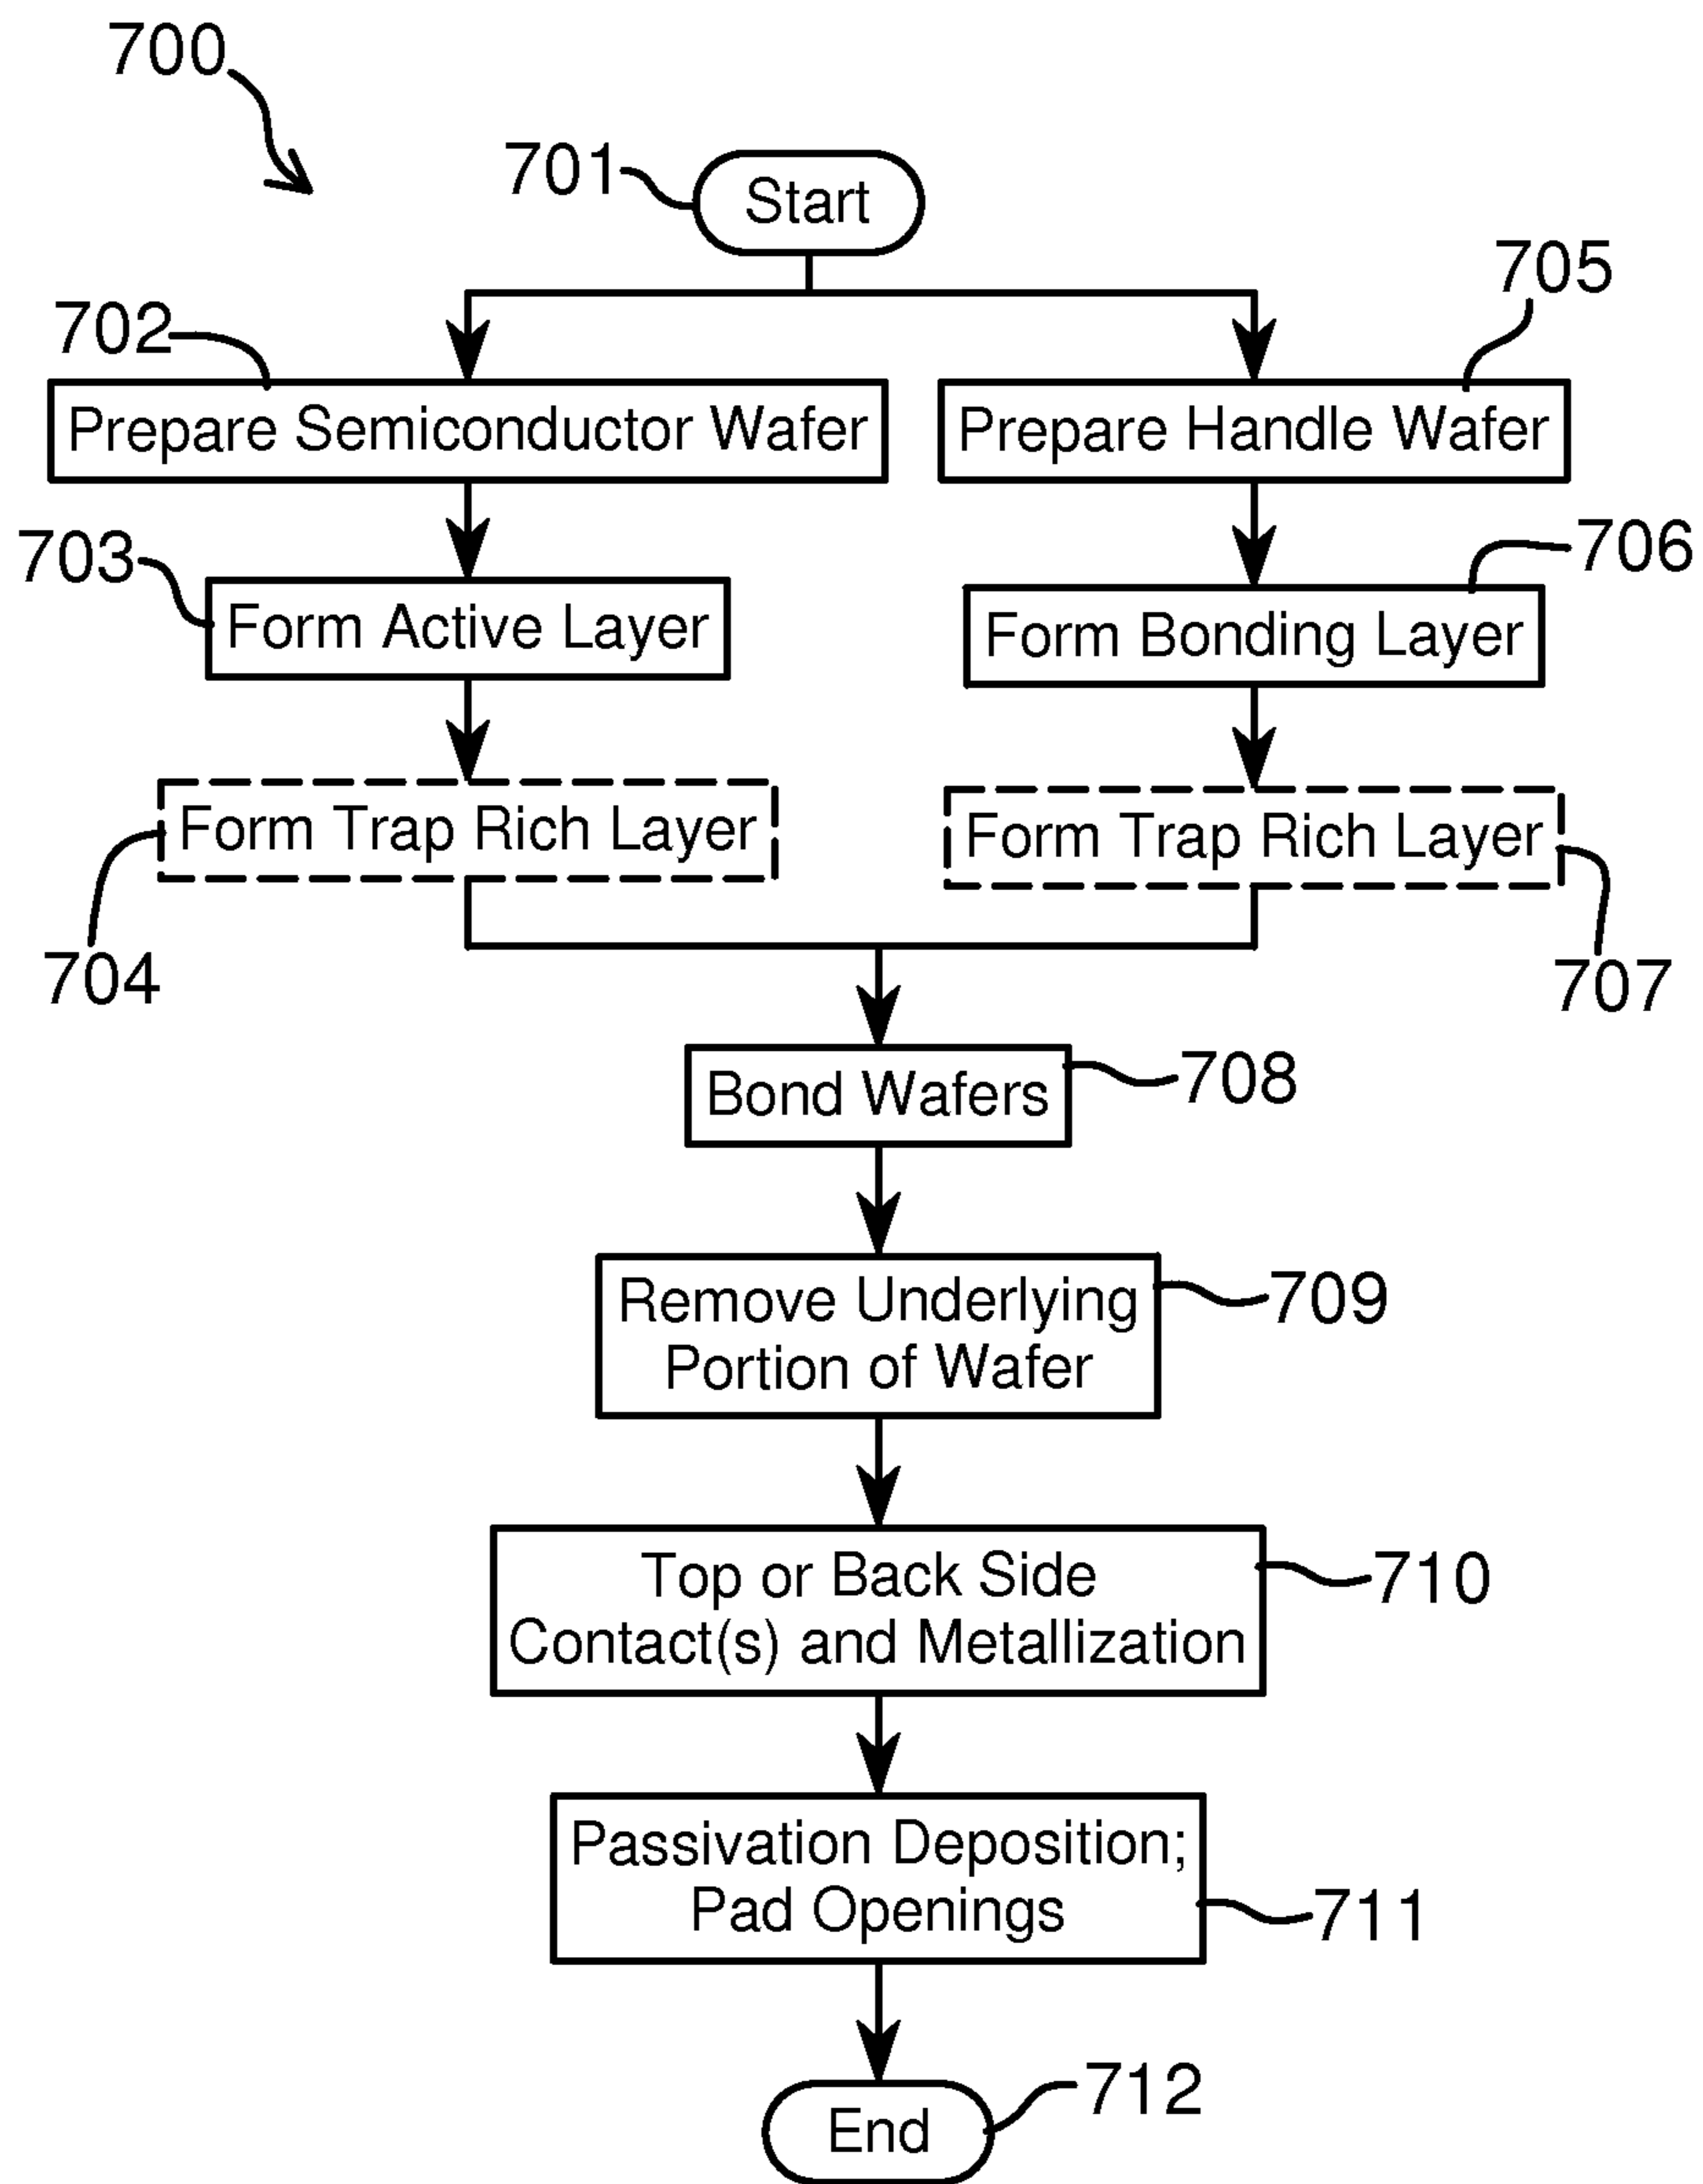 700
701
Start
702
705
Prepare Semiconductor Wafer
Prepare Handle Wafer
703
706
Form Active Layer
Form Bonding Layer
Form Trap Rich Layer
Form Trap Rich Layer
704
707
Bond Wafers
708
Remove Underlying
Portion of Wafer
709
Top or Back Side
Contact(s) and Metallization
710
Passivation Deposition;
Pad Openings
711
End
712